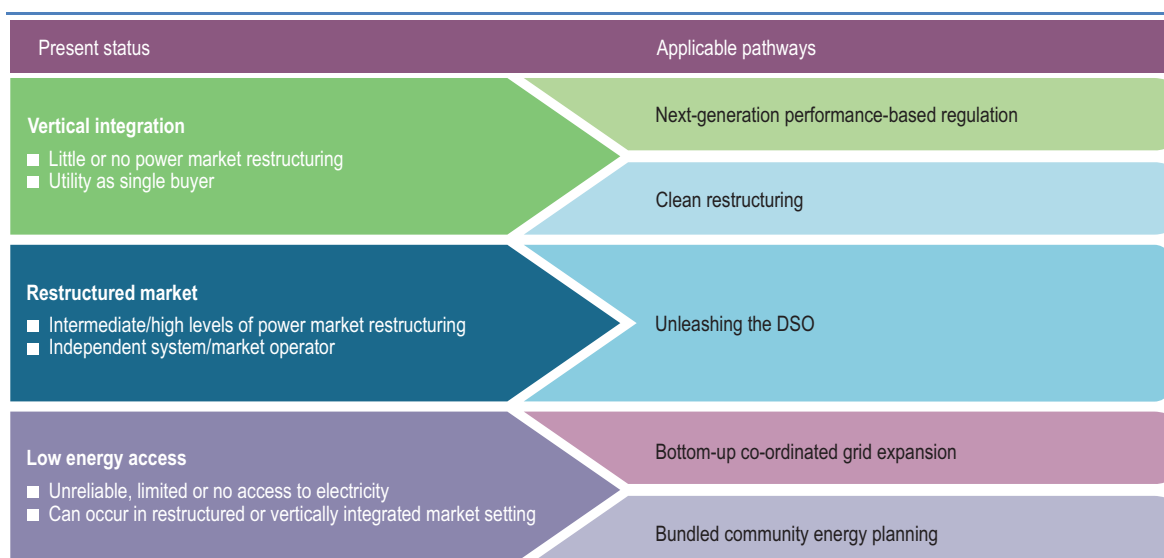 Present status
Applicable pathways
Vertical integration
■ Little or no power market restructuring
■ Utility as single buyer
Next-generation performance-based regulation
Clean restructuring
Restructured market
■ Intermediate/high levels of power market restructuring
■ Independent system/market operator
Unleashing the DSO
Low energy access
■ Unreliable, limited or no access to electricity
■ Can occur in restructured or vertically integrated market setting
Bottom-up co-ordinated grid expansion
Bundled community energy planning